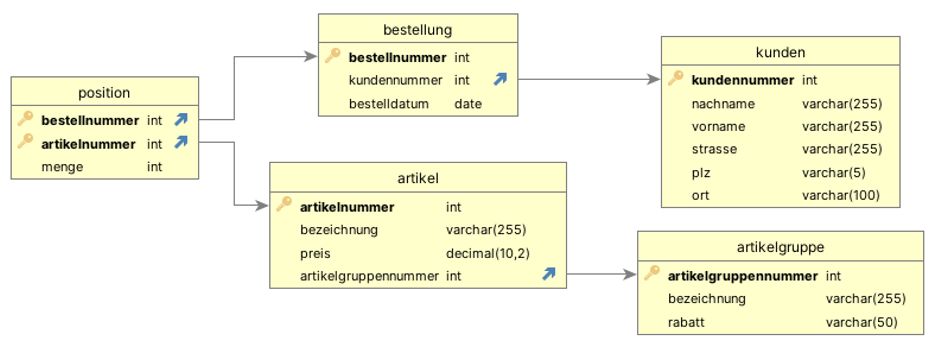 bestellung
bestellnummer int
kundennummer int
bestelldatum date
kunden
kundennummer int
nachname varchar(255)
vorname varchar(255)
strasse varchar(255)
plz varchar(5)
ort varchar(100)
position
bestellnummer int
artikelnummer int
menge int
artikel
artikelnummer int
bezeichnung varchar(255)
preis decimal(10,2)
artikelgruppennummer int
artikelgruppe
artikelgruppennummer int
bezeichnung varchar(255)
rabatt varchar(50)